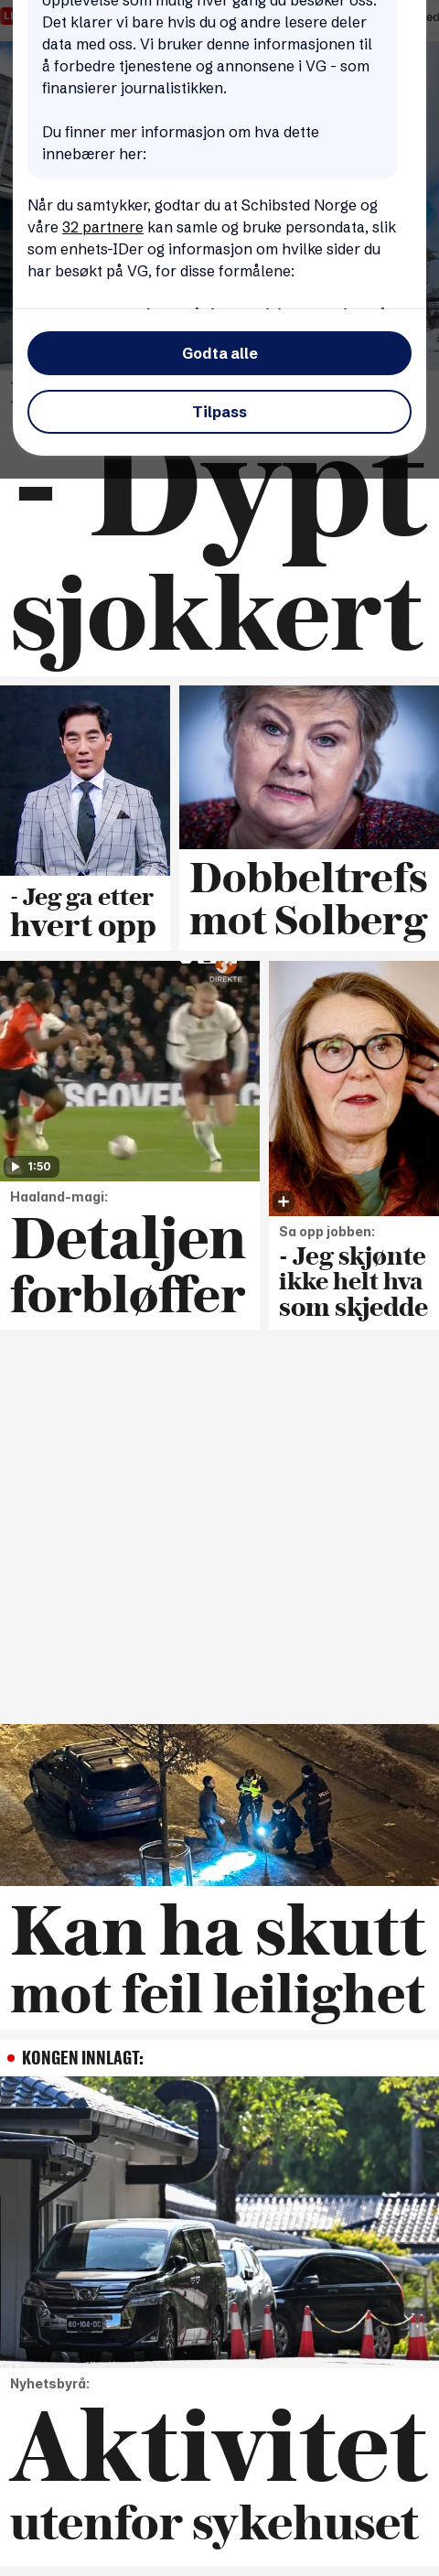 opplevelse som mulig hver gang du besøker oss.
Det klarer vi bare hvis du og andre lesere deler
data med oss. Vi bruker denne informasjonen til
å forbedre tjenestene og annonsene i VG - som
finansierer journalistikken.
Du finner mer informasjon om hva dette
innebærer her:
Når du samtykker, godtar du at Schibsted Norge og
våre 32 partnere kan samle og bruke persondata, slik
som enhets-IDer og informasjon om hvilke sider du
har besøkt på VG, for disse formålene:
Godta alle
Tilpass
- Dypt
sjokkert
- Jeg ga etter
hvert opp
Dobbeltrefs
mot Solberg
DIREKTE
1:50
Haaland-magi:
Detaljen
forbløffer
Sa opp jobben:
- Jeg skjønte
ikke helt hva
som skjedde
Kan ha skutt
mot feil leilighet
KONGEN INNLAGT:
Nyhetsbyrå:
Aktivitet
utenfor sykehuset